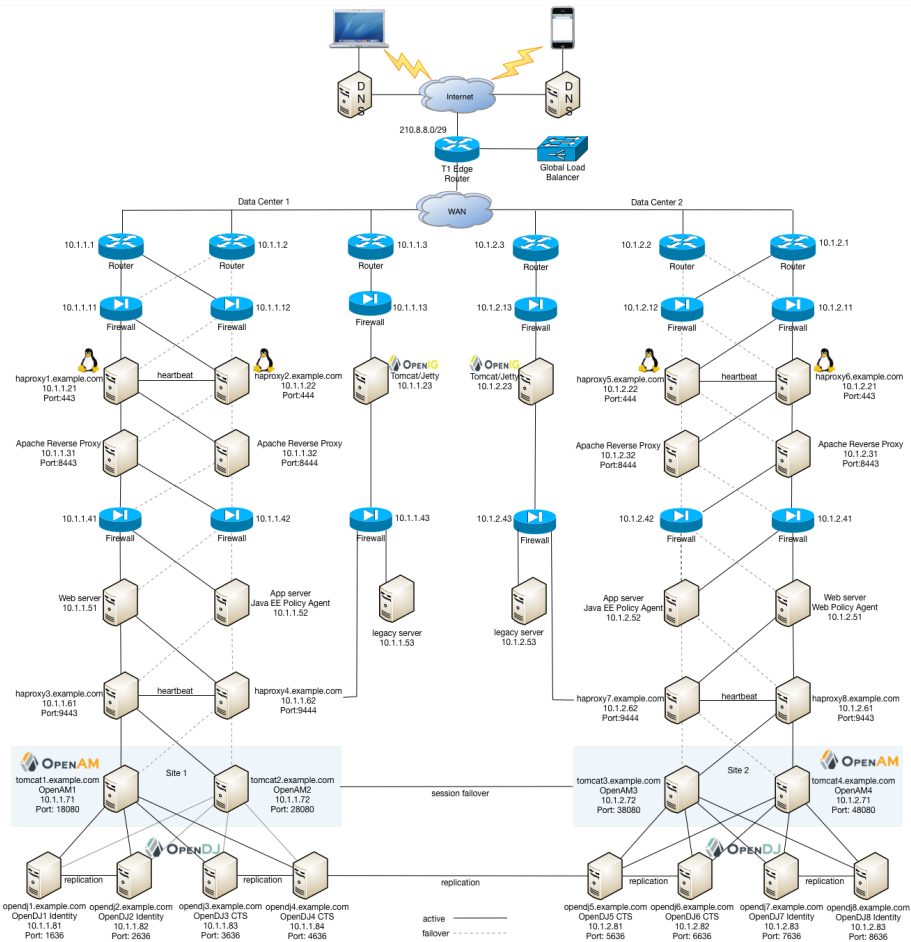 D
N
S
D
N
S
Internet
210.8.8.0/29
T1 Edge
Router
Global Load
Balancer
Data Center 1
WAN
Data Center 2
10.1.1.1
Router
10.1.1.2
10.1.1.3
Router
10.1.2.3
Router
10.1.2.2
10.1.2.1
Router
10.1.1.11
Firewall
10.1.1.12
10.1.1.13
Firewall
10.1.2.13
Firewall
10.1.2.12
10.1.2.11
Firewall
haproxy1.example.com
10.1.1.21
Port:443
heartbeat
haproxy2.example.com
10.1.1.22
Port:444
OPENIG
Tomcat/Jetty
10.1.1.23
OPENIG
Tomcat/Jetty
10.1.2.23
haproxy5.example.com
10.1.2.22
Port:444
heartbeat
haproxy6.example.com
10.1.2.21
Port:443
Apache Reverse Proxy
10.1.1.31
Port:8443
Apache Reverse Proxy
10.1.1.32
Port:8444
Apache Reverse Proxy
10.1.2.32
Port:8444
Apache Reverse Proxy
10.1.2.31
Port:8443
10.1.1.41
Firewall
10.1.1.42
Firewall
10.1.1.43
Firewall
10.1.2.43
Firewall
10.1.2.42
Firewall
10.1.2.41
Firewall
Web server
10.1.1.51
App server
Java EE Policy Agent
10.1.1.52
legacy server
10.1.1.53
legacy server
10.1.2.53
App server
Java EE Policy Agent
10.1.2.52
Web server
Web Policy Agent
10.1.2.51
haproxy3.example.com
10.1.1.61
Port:9443
heartbeat
haproxy4.example.com
10.1.1.62
Port:9444
haproxy7.example.com
10.1.2.62
Port:9444
heartbeat
haproxy8.example.com
10.1.2.61
Port:9443
OPENAM
Site 1
tomcat1.example.com
OpenAM1
10.1.1.71
Port: 18080
tomcat2.example.com
OpenAM2
10.1.1.72
Port: 28080
session failover
OPENAM
Site 2
tomcat3.example.com
OpenAM3
10.1.2.72
Port: 38080
tomcat4.example.com
OpenAM4
10.1.2.71
Port: 48080
OPENDJ
OPENDJ
replication
replication
replication
replication
replication
opendj1.example.com
OpenDJ1 Identity
10.1.1.81
Port: 1636
opendj2.example.com
OpenDJ2 Identity
10.1.1.82
Port: 2636
opendj3.example.com
OpenDJ3 CTS
10.1.1.83
Port: 3636
opendj4.example.com
OpenDJ4 CTS
10.1.1.84
Port: 4636
opendj5.example.com
OpenDJ5 CTS
10.1.2.81
Port: 5636
opendj6.example.com
OpenDJ6 CTS
10.1.2.82
Port: 6636
opendj7.example.com
OpenDJ7 Identity
10.1.2.83
Port: 7636
opendj8.example.com
OpenDJ8 Identity
10.1.2.83
Port: 8636
active
failover